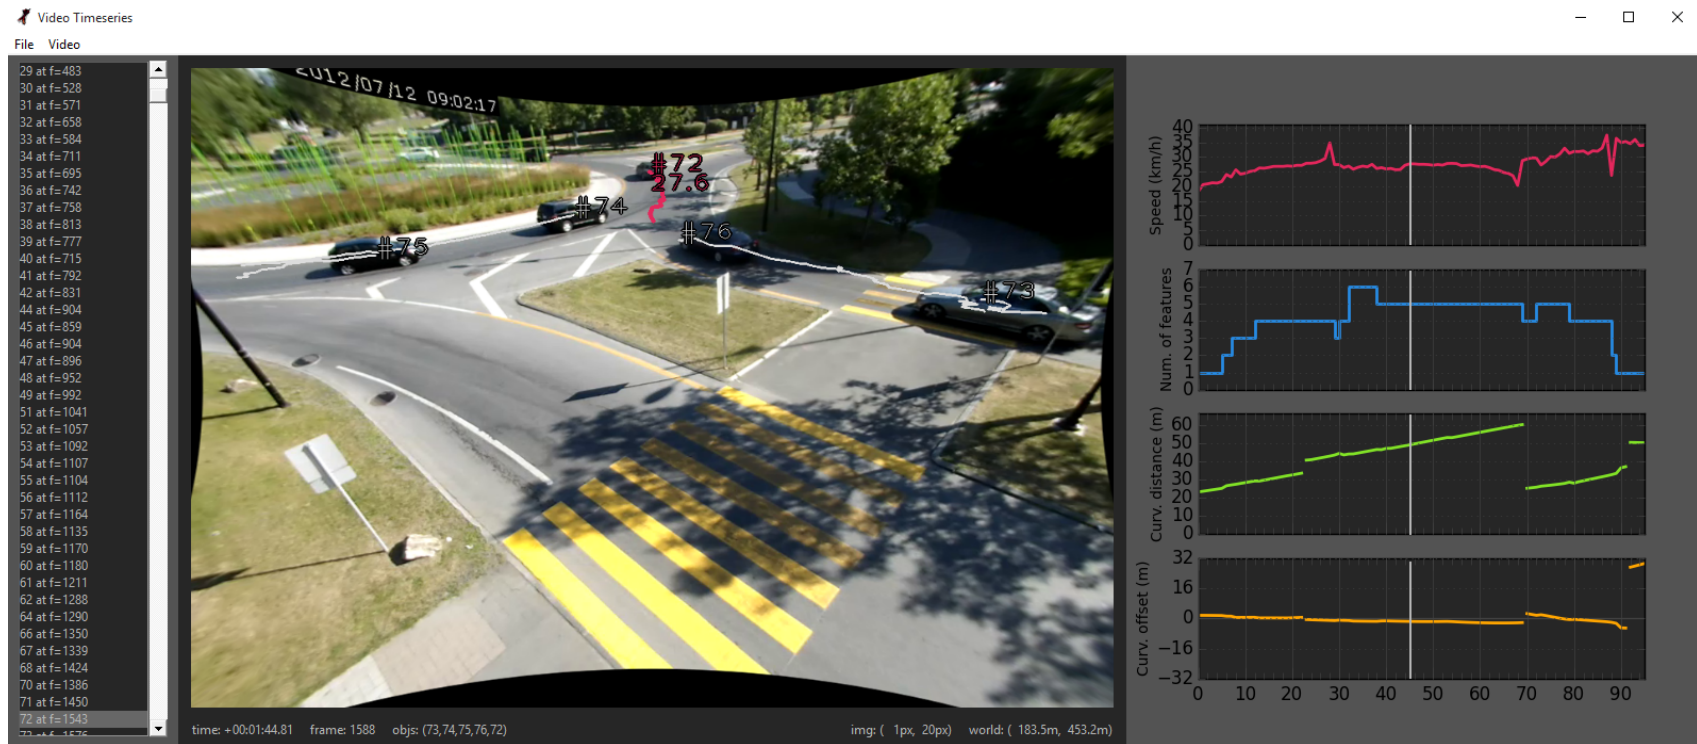 Video Timeseries
File Video
29 at f=483
30 at f=528
31 at f=571
32 at f=658
33 at f=584
34 at f=711
35 at f=695
36 at f=742
37 at f=758
38 at f=813
39 at f=777
40 at f=715
41 at f=792
42 at f=831
44 at f=904
45 at f=859
46 at f=904
47 at f=896
48 at f=952
49 at f=992
51 at f=1041
52 at f=1057
53 at f=1092
54 at f=1107
55 at f=1104
56 at f=1112
57 at f=1164
58 at f=1135
59 at f=1170
60 at f=1180
61 at f=1211
62 at f=1288
64 at f=1290
66 at f=1350
67 at f=1339
68 at f=1424
70 at f=1386
71 at f=1450
72 at f=1543
73 at f=1576
2012/07/12 09:02:17
#72
27.6
#74
#76
#75
#73
time: +00:01:44.81 frame: 1588 objs: (73,74,75,76,72)
img: ( 1px, 20px) world: ( 183.5m, 453.2m)
Speed (km/h)
40
35
30
25
20
15
10
5
0
Num. of features
7
6
5
4
3
2
1
0
Curv. distance (m)
60
50
40
30
20
10
0
Curv. offset (m)
32
16
0
−16
−32
0 10 20 30 40 50 60 70 80 90